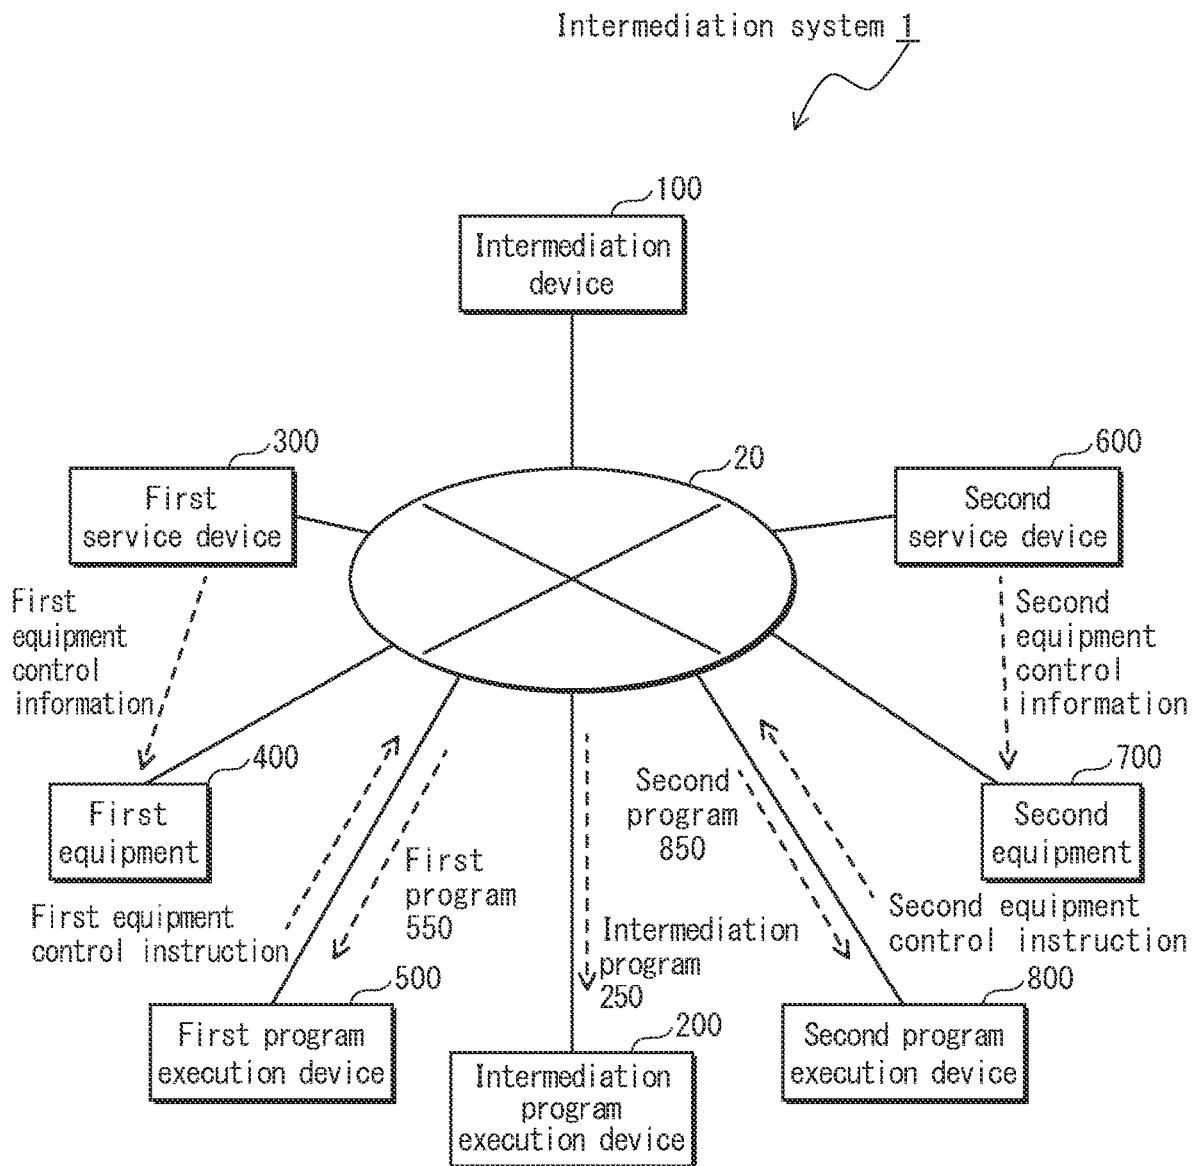 Intermediation system 1
100
Intermediation
device
300
First
service device
20
600
Second
service device
First
equipment
control
information
Second
equipment
control
information
400
First
equipment
700
Second
equipment
First equipment
control instruction
First
program
550
Second
program
850
Intermediation
program
250
Second equipment
control instruction
500
First program
execution device
200
Intermediation
program
execution device
800
Second program
execution device